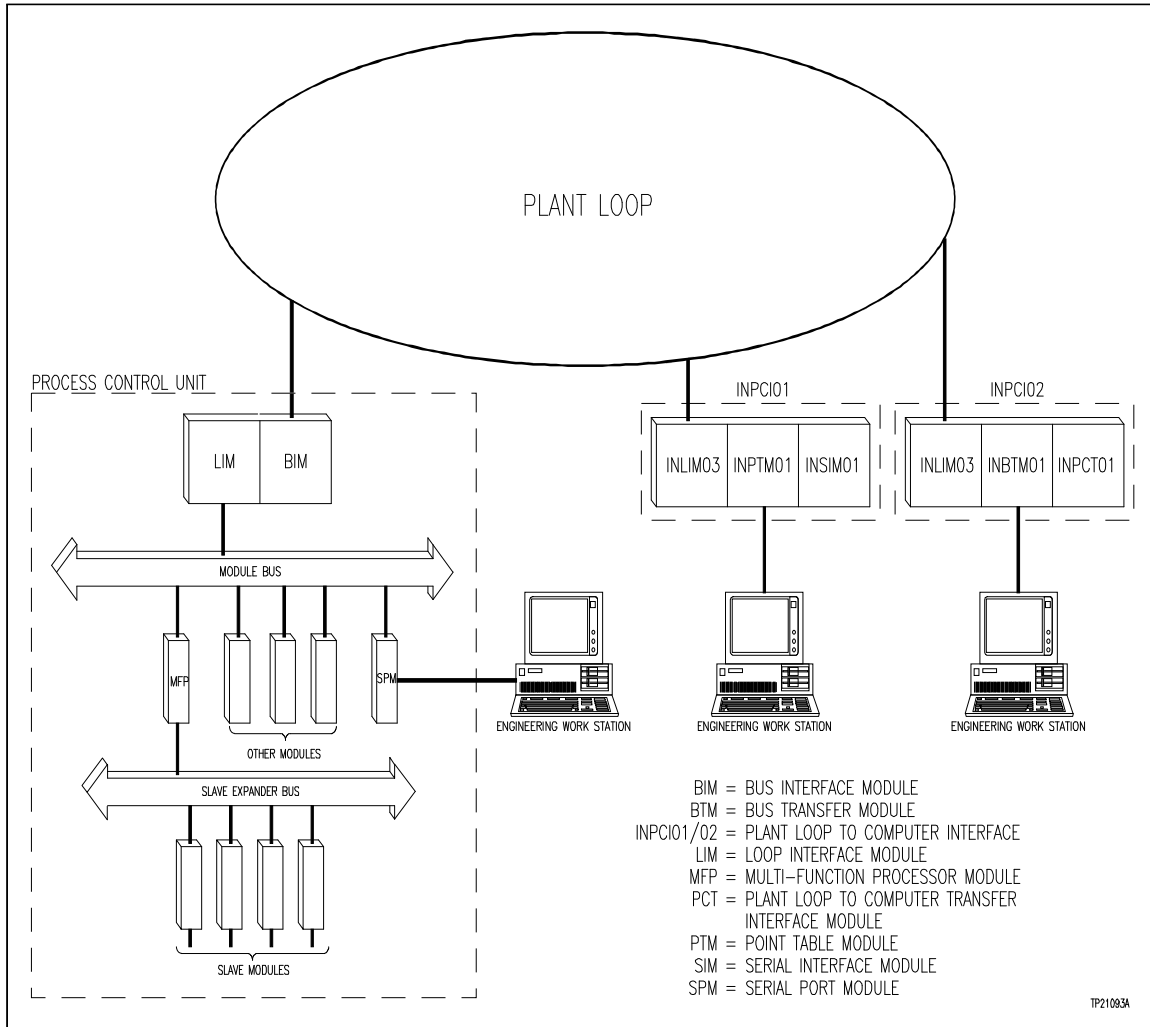 PLANT LOOP
PROCESS CONTROL UNIT
LIM
BIM
MODULE BUS
MFP
SPM
OTHER MODULES
SLAVE EXPANDER BUS
SLAVE MODULES
ENGINEERING WORK STATION
INPCI01
INLIM03
INPTM01
INSIM01
ENGINEERING WORK STATION
INPCI02
INLIM03
INBTM01
INPCT01
ENGINEERING WORK STATION
BIM = BUS INTERFACE MODULE
BTM = BUS TRANSFER MODULE
INPCI01/02 = PLANT LOOP TO COMPUTER INTERFACE
LIM = LOOP INTERFACE MODULE
MFP = MULTI-FUNCTION PROCESSOR MODULE
PCT = PLANT LOOP TO COMPUTER TRANSFER
INTERFACE MODULE
PTM = POINT TABLE MODULE
SIM = SERIAL INTERFACE MODULE
SPM = SERIAL PORT MODULE
TP21093A